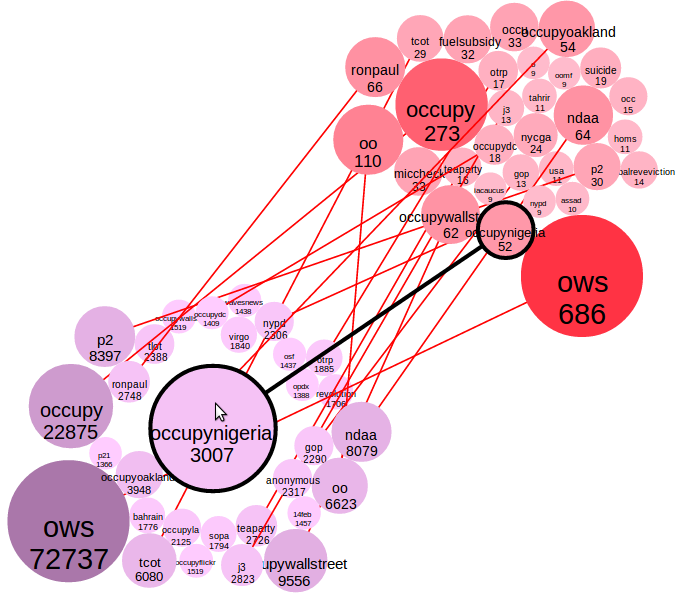 occu
33
occupyoakland
54
tcot
29
fuelsubsidy
32
ronpaul
66
otrp
17
9
oomf
9
suicide
19
occupy
273
j3
13
tahrir
11
occ
15
ndaa
64
oo
110
nycga
24
homs
11
occupydc
18
miccheck
33
teaparty
16
gop
13
usa
11
p2
30
balreveviction
14
iacaucus
9
nypd
9
assad
10
occupywallst
62
occupynigeria
52
ows
686
wavesnews
1438
occupywalls
1519
occupydc
1409
nypd
2306
p2
8397
tlot
2388
virgo
1840
osf
1437
otrp
1885
ronpaul
2748
opdx
1388
revolution
1706
occupy
22875
occupynigeria
3007
ndaa
8079
p21
1366
gop
2290
occupyoakland
3948
anonymous
2317
oo
6623
ows
72737
bahrain
1776
occupyla
2125
sopa
1794
teaparty
2726
14feb
1457
tcot
6080
occupyflickr
1519
j3
2823
upywallstreet
9556